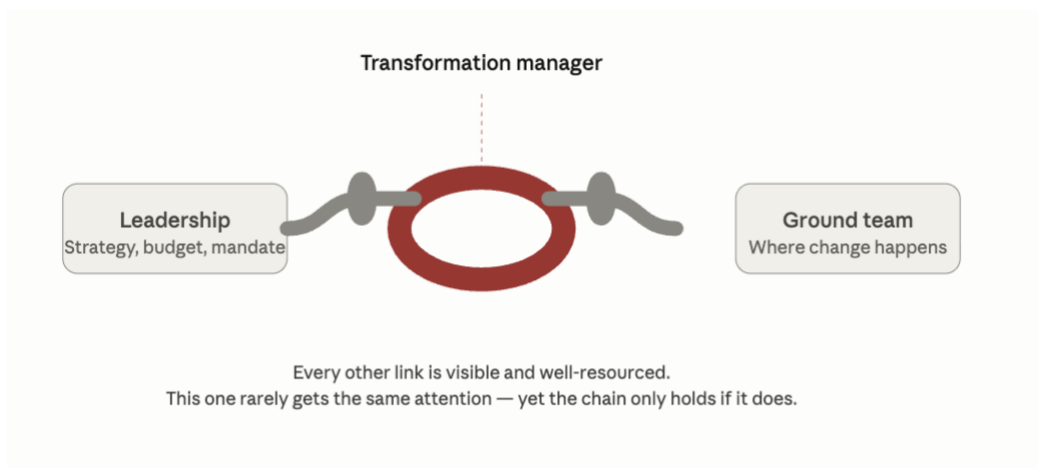 Transformation manager
Leadership
Strategy, budget, mandate
Ground team
Where change happens
Every other link is visible and well-resourced.
This one rarely gets the same attention — yet the chain only holds if it does.